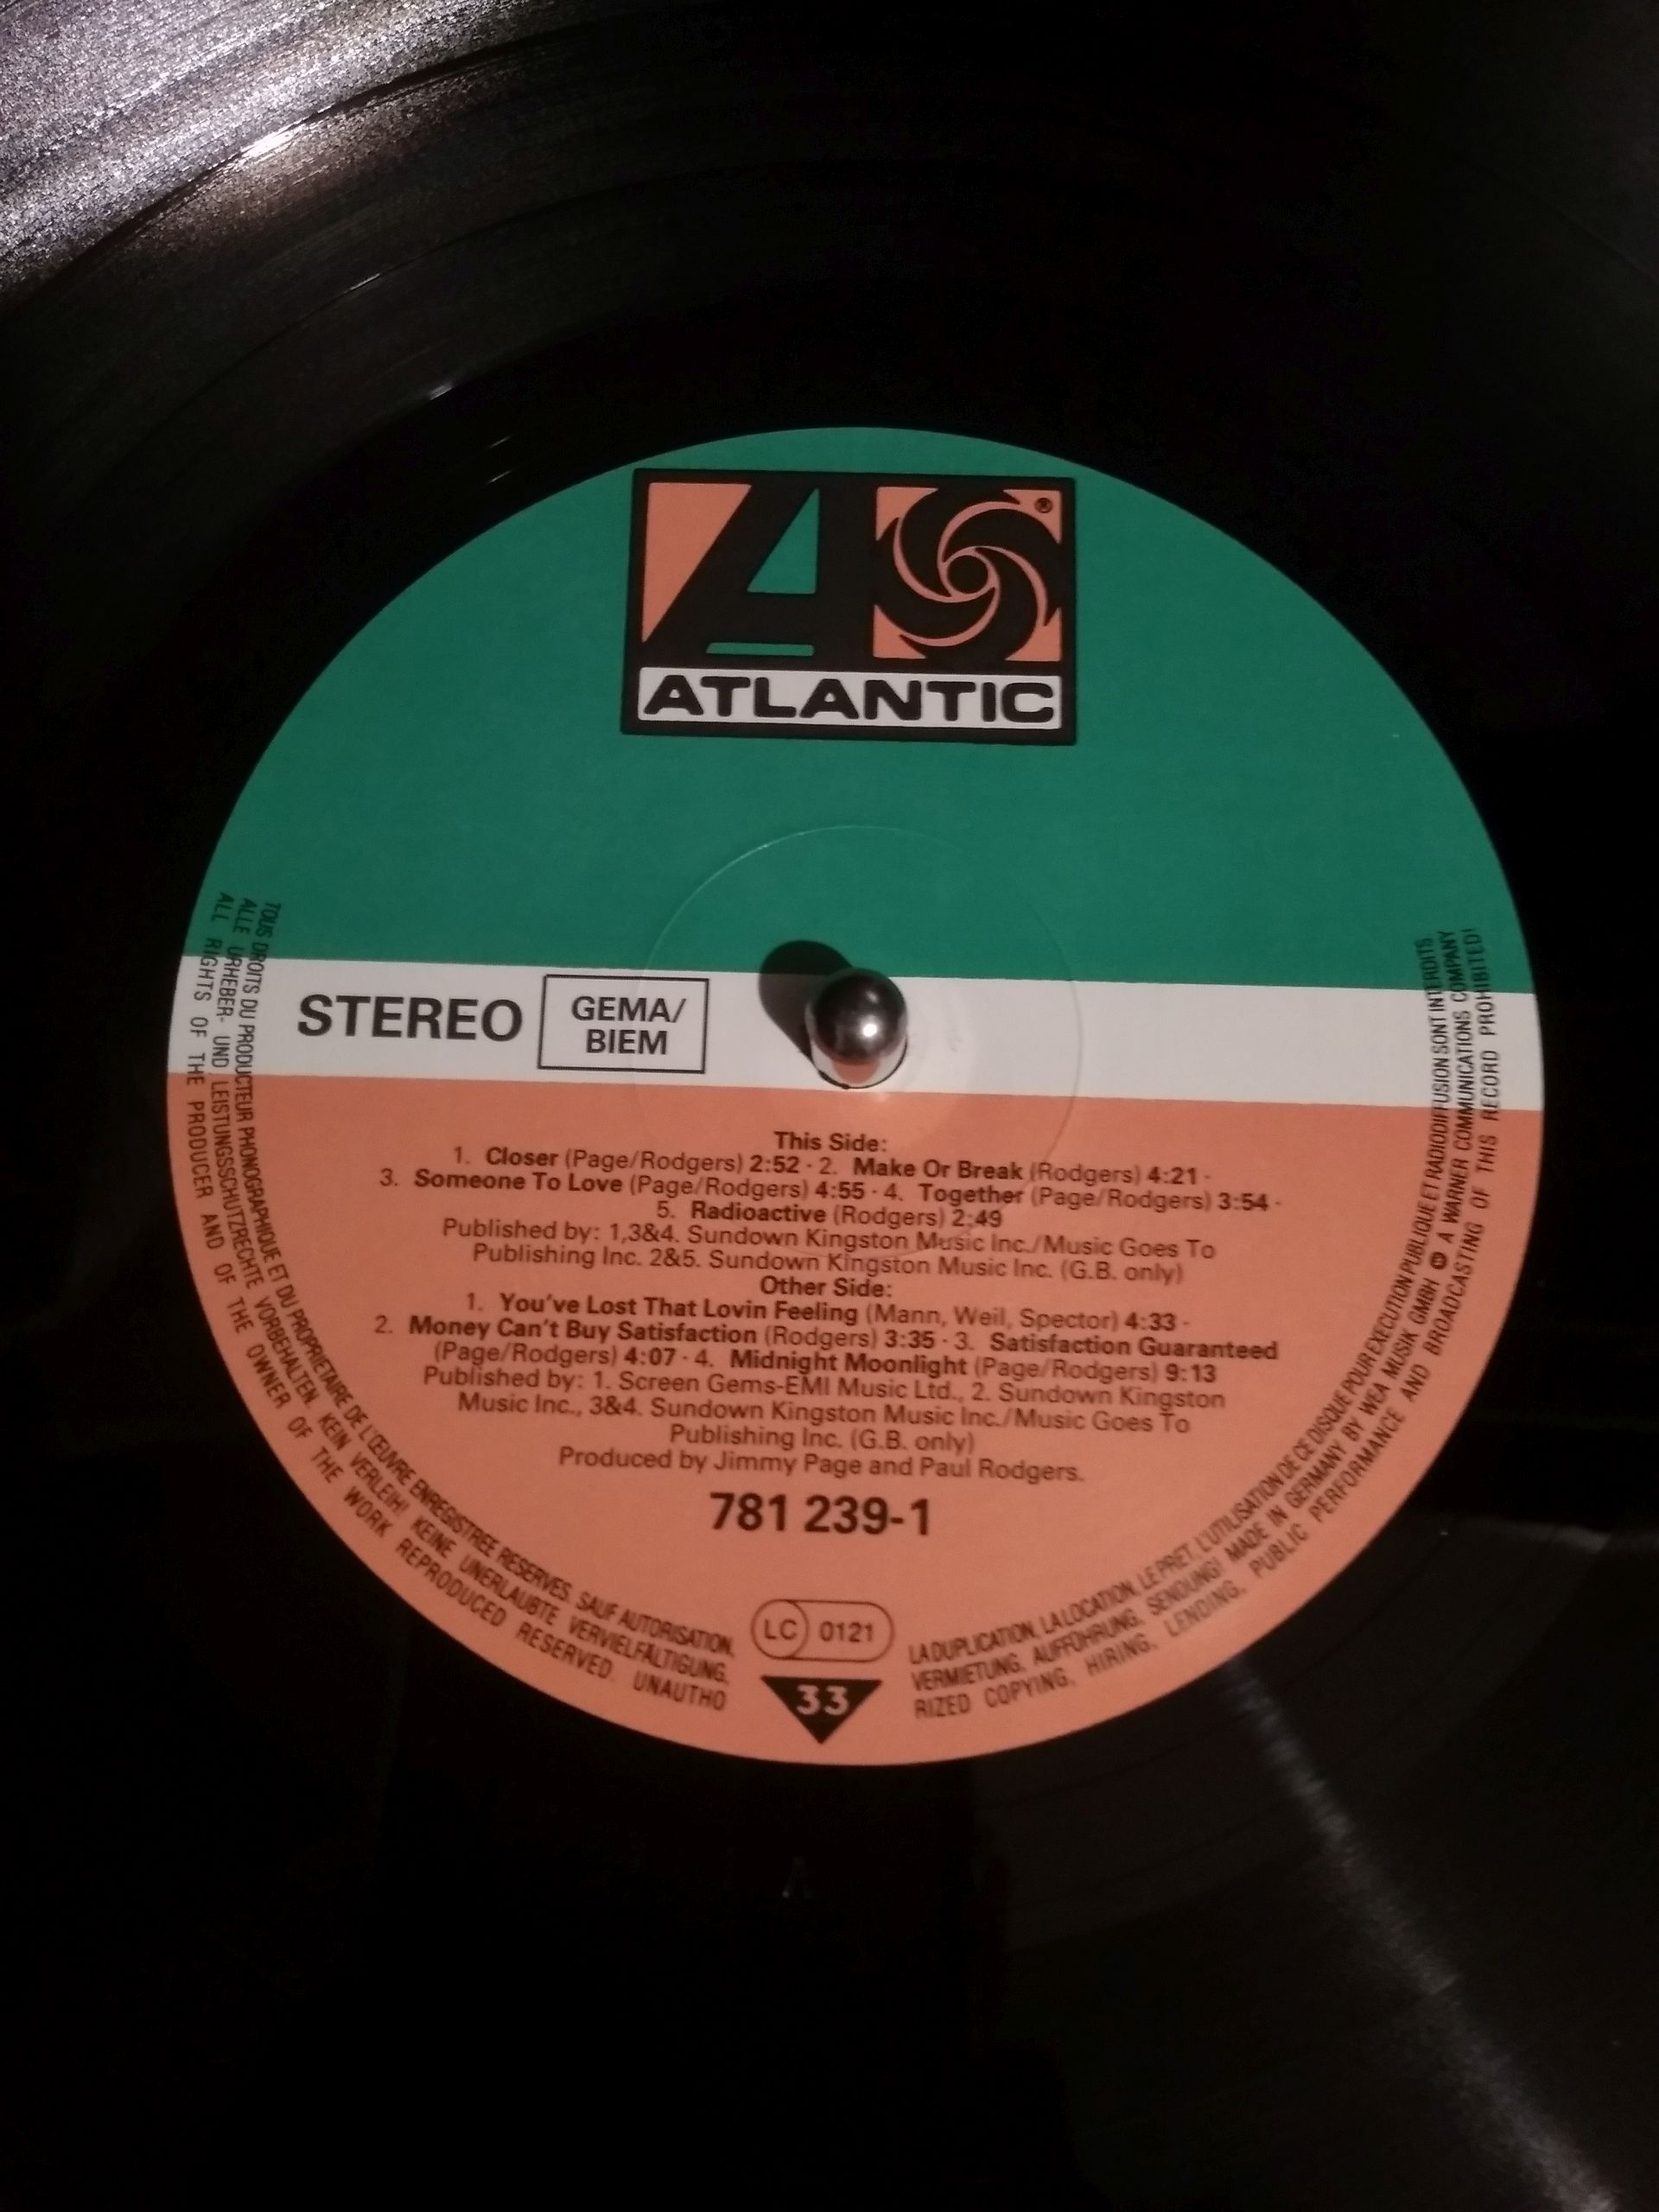 ®
ATLANTIC
STEREO
GEMA/
BIEM
This Side:
1. Closer (Page/Rodgers) 2:52 · 2. Make Or Break (Rodgers) 4:21 ·
3. Someone To Love (Page/Rodgers) 4:55 · 4. Together (Page/Rodgers) 3:54 ·
5. Radioactive (Rodgers) 2:49
Published by: 1,3&4. Sundown Kingston Music Inc./Music Goes To
Publishing Inc. 2&5. Sundown Kingston Music Inc. (G.B. only)
Other Side:
1. You've Lost That Lovin Feeling (Mann, Weil, Spector) 4:33 ·
2. Money Can't Buy Satisfaction (Rodgers) 3:35 · 3. Satisfaction Guaranteed
(Page/Rodgers) 4:07 · 4. Midnight Moonlight (Page/Rodgers) 9:13
Published by: 1. Screen Gems-EMI Music Ltd., 2. Sundown Kingston
Music Inc., 3&4. Sundown Kingston Music Inc./Music Goes To
Publishing Inc. (G.B. only)
Produced by Jimmy Page and Paul Rodgers.
781 239-1
LC 0121
33
TOUS DROITS DU PRODUCTEUR PHONOGRAPHIQUE ET DU PROPRIETAIRE DE L'ŒUVRE ENREGISTREE RESERVES. SAUF AUTORISATION, LA DUPLICATION, LA LOCATION, LE PRET, L'UTILISATION DE CE DISQUE POUR EXECUTION PUBLIQUE ET RADIODIFFUSION SONT INTERDITS.
ALLE URHEBER- UND LEISTUNGSSCHUTZRECHTE VORBEHALTEN. KEIN VERLEIH! KEINE UNERLAUBTE VERVIELFÄLTIGUNG, VERMIETUNG, AUFFÜHRUNG, SENDUNG! MADE IN GERMANY BY WEA MUSIK GMBH A WARNER COMMUNICATIONS COMPANY
ALL RIGHTS OF THE PRODUCER AND OF THE OWNER OF THE WORK REPRODUCED RESERVED. UNAUTHORIZED COPYING, HIRING, LENDING, PUBLIC PERFORMANCE AND BROADCASTING OF THIS RECORD PROHIBITED!